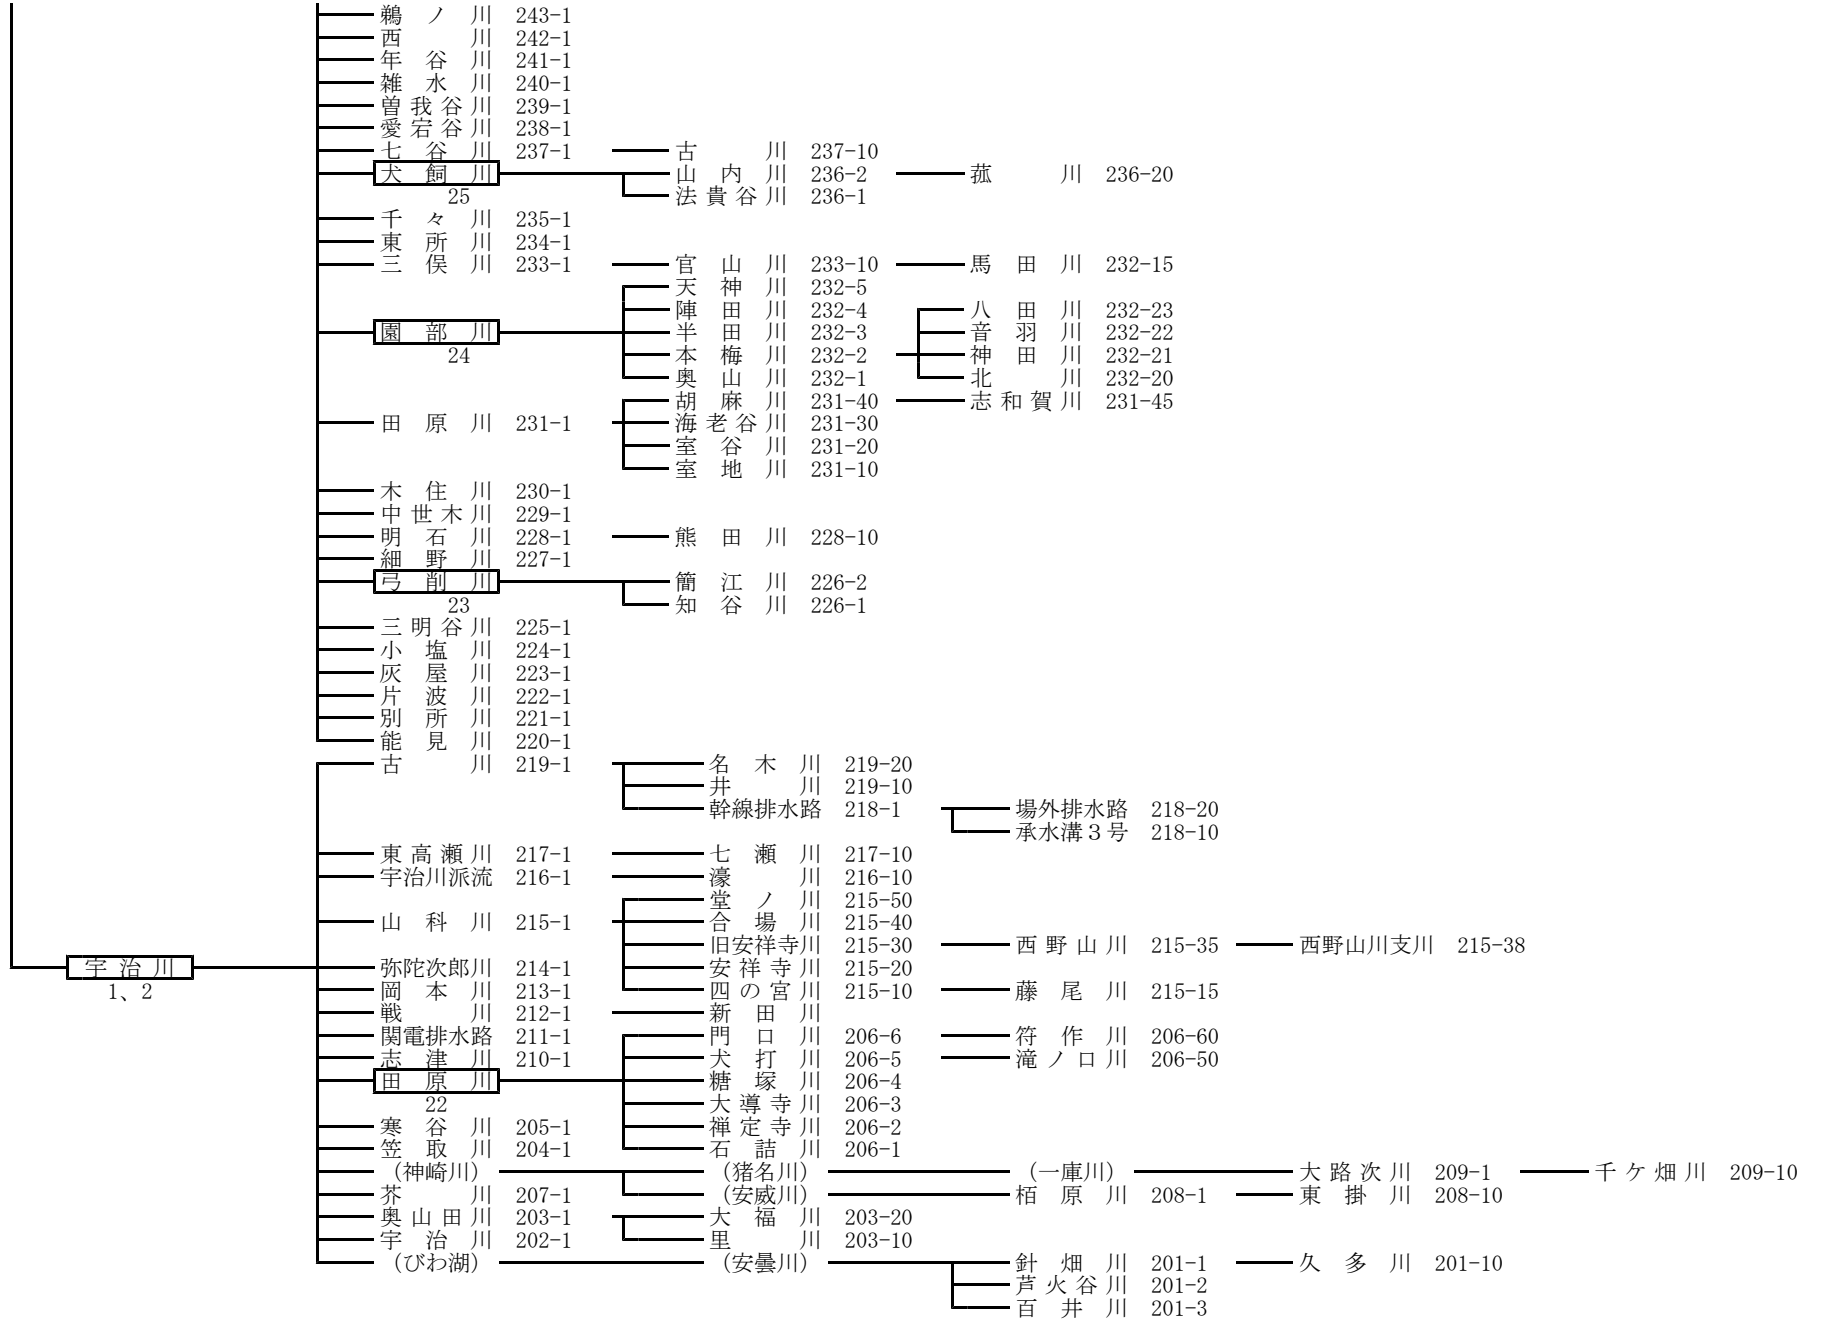 鵜ノ川 243-1
西川 242-1
年谷川 241-1
雑水川 240-1
曽我谷川 239-1
愛宕谷川 238-1
七谷川 237-1 古川 237-10
犬飼川 山内川 236-2 菰川 236-20
25 法貴谷川 236-1
千々川 235-1
東所川 234-1
三俣川 233-1 官山川 233-10 馬田川 232-15
天神川 232-5
陣田川 232-4 八田川 232-23
園部川 半田川 232-3 音羽川 232-22
24 本梅川 232-2 神田川 232-21
奥山川 232-1 北川 232-20
胡麻川 231-40 志和賀川 231-45
田原川 231-1 海老谷川 231-30
室谷川 231-20
室地川 231-10
木住川 230-1
中世木川 229-1
明石川 228-1 熊田川 228-10
細野川 227-1
弓削川 簡江川 226-2
23 知谷川 226-1
三明谷川 225-1
小塩川 224-1
灰屋川 223-1
片波川 222-1
別所川 221-1
能見川 220-1
古川 219-1 名木川 219-20
井川 219-10
幹線排水路 218-1 場外排水路 218-20
承水溝３号 218-10
東高瀬川 217-1 七瀬川 217-10
宇治川派流 216-1 濠川 216-10
堂ノ川 215-50
山科川 215-1 合場川 215-40
旧安祥寺川 215-30 西野山川 215-35 西野山川支川 215-38
宇治川 弥陀次郎川 214-1 安祥寺川 215-20
1、2 岡本川 213-1 四の宮川 215-10 藤尾川 215-15
戦川 212-1 新田川
関電排水路 211-1 門口川 206-6 符作川 206-60
志津川 210-1 犬打川 206-5 滝ノ口川 206-50
田原川 糖塚川 206-4
22 大導寺川 206-3
寒谷川 205-1 禅定寺川 206-2
笠取川 204-1 石詰川 206-1
（神崎川） （猪名川） （一庫川） 大路次川 209-1 千ケ畑川 209-10
芥川 207-1 （安威川） 栢原川 208-1 東掛川 208-10
奥山田川 203-1 大福川 203-20
宇治川 202-1 里川 203-10
（びわ湖） （安曇川） 針畑川 201-1 久多川 201-10
芦火谷川 201-2
百井川 201-3